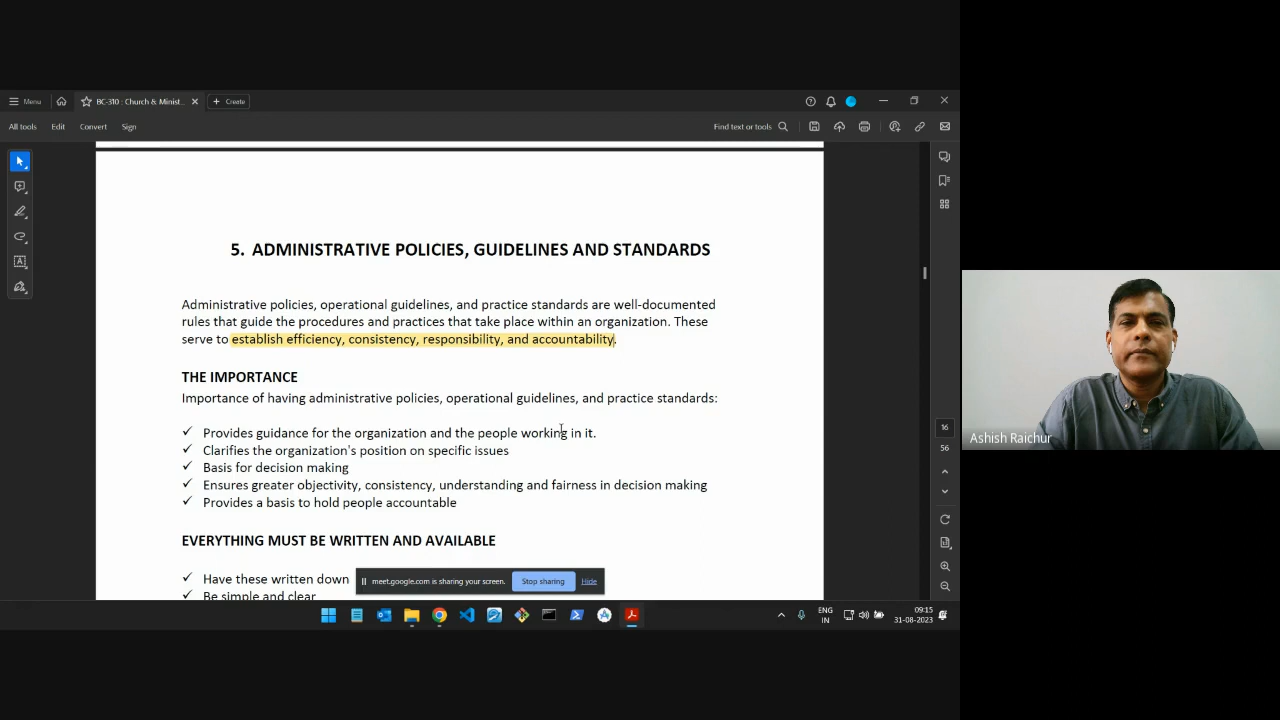 Menu
BC-310 : Church & Minist...
Create
All tools
Edit
Convert
Sign
Find text or tools
5. ADMINISTRATIVE POLICIES, GUIDELINES AND STANDARDS
Administrative policies, operational guidelines, and practice standards are well-documented
rules that guide the procedures and practices that take place within an organization. These
serve to establish efficiency, consistency, responsibility, and accountability.
THE IMPORTANCE
Importance of having administrative policies, operational guidelines, and practice standards:
✓ Provides guidance for the organization and the people working in it.
✓ Clarifies the organization's position on specific issues
✓ Basis for decision making
✓ Ensures greater objectivity, consistency, understanding and fairness in decision making
✓ Provides a basis to hold people accountable
EVERYTHING MUST BE WRITTEN AND AVAILABLE
✓ Have these written down
✓ Be simple and clear
16
56
meet.google.com is sharing your screen.
Stop sharing
Hide
ENG
IN
09:15
31-08-2023
Ashish Raichur